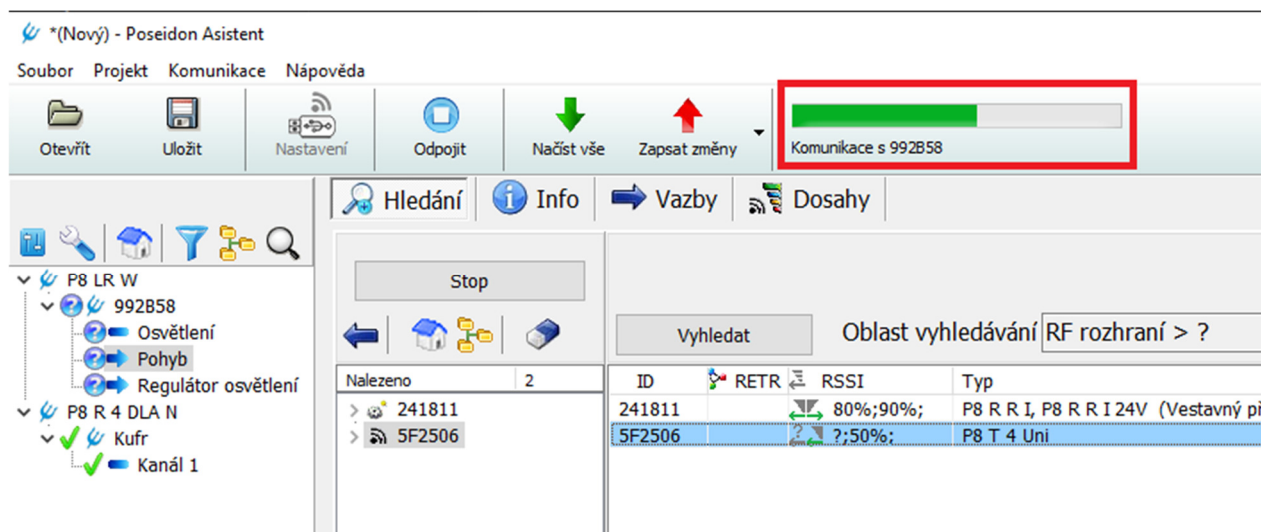 *(Nový) - Poseidon Asistent
Soubor Projekt Komunikace Nápověda
Otevřít Uložit Nastavení Odpojit Načíst vše Zapsat změny Komunikace s 992B58
Hledání Info Vazby Dosahy
P8 LR W
992B58
Osvětlení
Pohyb
Regulátor osvětlení
P8 R 4 DLA N
Kufr
Kanál 1
Stop
Vyhledat Oblast vyhledávání RF rozhraní > ?
Nalezeno 2
241811
5F2506
ID RETR RSSI Typ
241811 80%;90%; P8 R R I, P8 R R I 24V (Vestavný
5F2506 ?;50%; P8 T 4 Uni